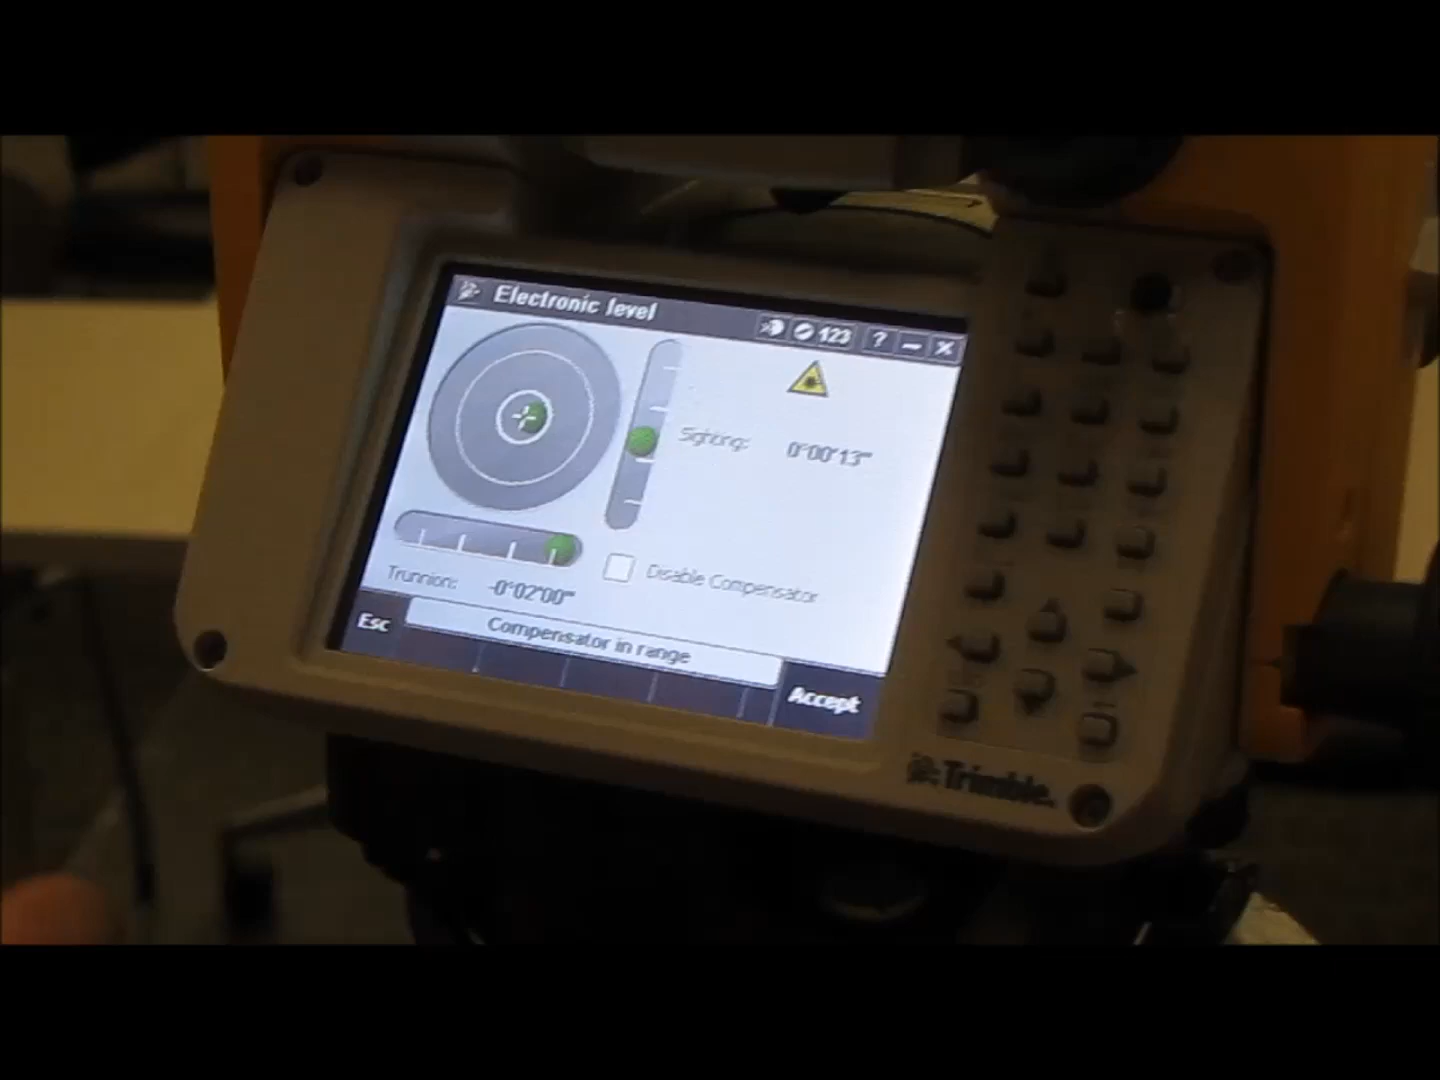 Electronic level
123 ? – X
Sighting: 0°00'13"
Disable Compensator
Trunnion: -0°02'00"
Esc
Compensator in range
Accept
Trimble.